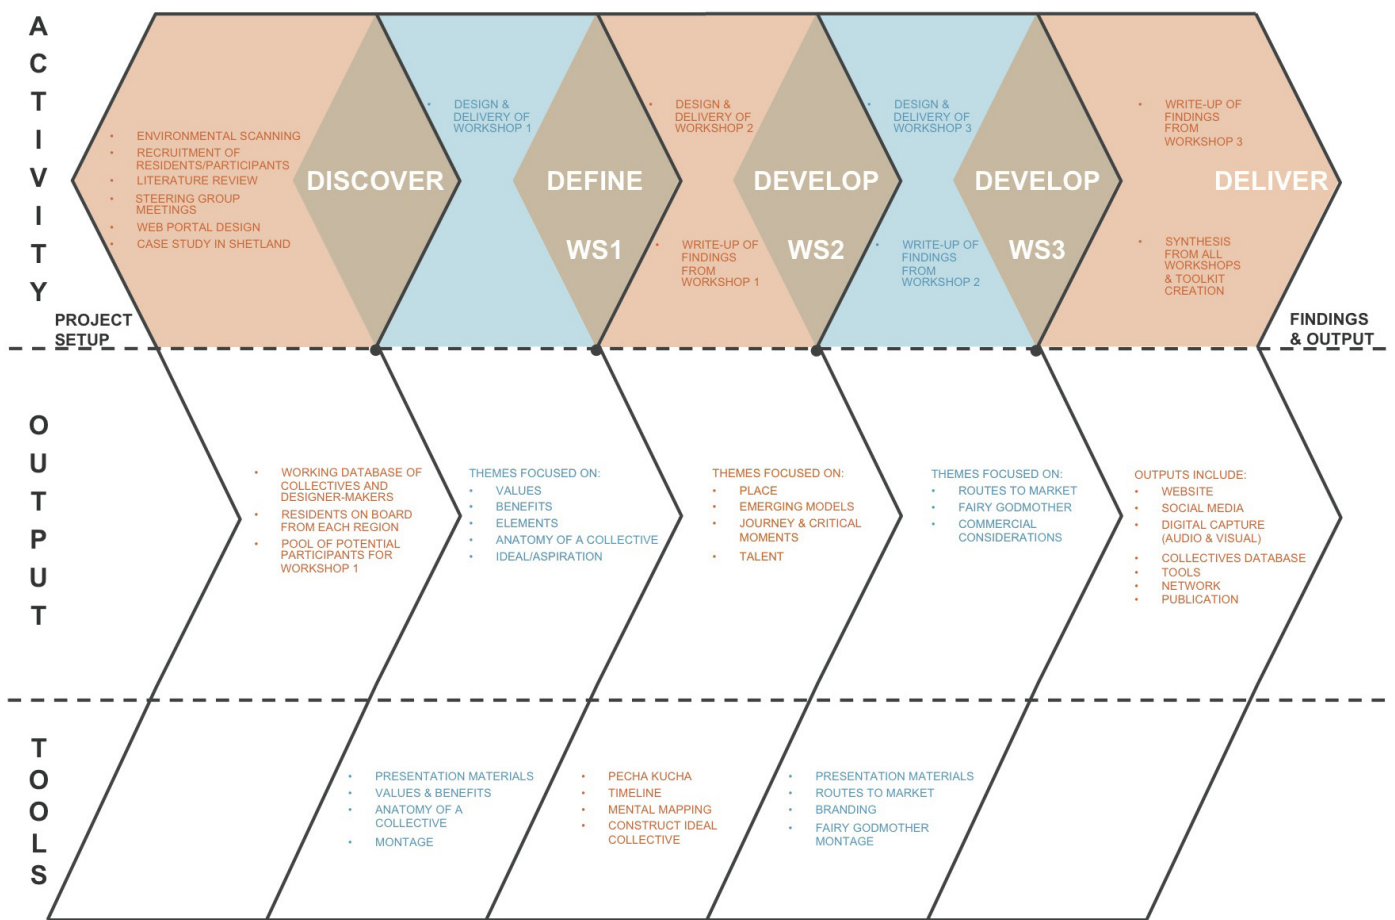 ACTIVITY
• ENVIRONMENTAL SCANNING
• RECRUITMENT OF
RESIDENTS/PARTICIPANTS
• LITERATURE REVIEW
• STEERING GROUP
MEETINGS
• WEB PORTAL DESIGN
• CASE STUDY IN SHETLAND
DISCOVER
• DESIGN &
DELIVERY OF
WORKSHOP 1
DEFINE
WS1
• DESIGN &
DELIVERY OF
WORKSHOP 2
• WRITE-UP OF
FINDINGS
FROM
WORKSHOP 1
DEVELOP
WS2
• DESIGN &
DELIVERY OF
WORKSHOP 3
• WRITE-UP OF
FINDINGS
FROM
WORKSHOP 2
DEVELOP
WS3
• WRITE-UP OF
FINDINGS
FROM
WORKSHOP 3
DELIVER
• SYNTHESIS
FROM ALL
WORKSHOPS
& TOOLKIT
CREATION
PROJECT
SETUP
FINDINGS
& OUTPUT
OUTPUT
• WORKING DATABASE OF
COLLECTIVES AND
DESIGNER-MAKERS
• RESIDENTS ON BOARD
FROM EACH REGION
• POOL OF POTENTIAL
PARTICIPANTS FOR
WORKSHOP 1
THEMES FOCUSED ON:
• VALUES
• BENEFITS
• ELEMENTS
• ANATOMY OF A COLLECTIVE
• IDEAL/ASPIRATION
THEMES FOCUSED ON:
• PLACE
• EMERGING MODELS
• JOURNEY & CRITICAL
MOMENTS
• TALENT
THEMES FOCUSED ON:
• ROUTES TO MARKET
• FAIRY GODMOTHER
• COMMERCIAL
CONSIDERATIONS
OUTPUTS INCLUDE:
• WEBSITE
• SOCIAL MEDIA
• DIGITAL CAPTURE
(AUDIO & VISUAL)
• COLLECTIVES DATABASE
• TOOLS
• NETWORK
• PUBLICATION
TOOLS
• PRESENTATION MATERIALS
• VALUES & BENEFITS
• ANATOMY OF A
COLLECTIVE
• MONTAGE
• PECHA KUCHA
• TIMELINE
• MENTAL MAPPING
• CONSTRUCT IDEAL
COLLECTIVE
• PRESENTATION MATERIALS
• ROUTES TO MARKET
• BRANDING
• FAIRY GODMOTHER
MONTAGE